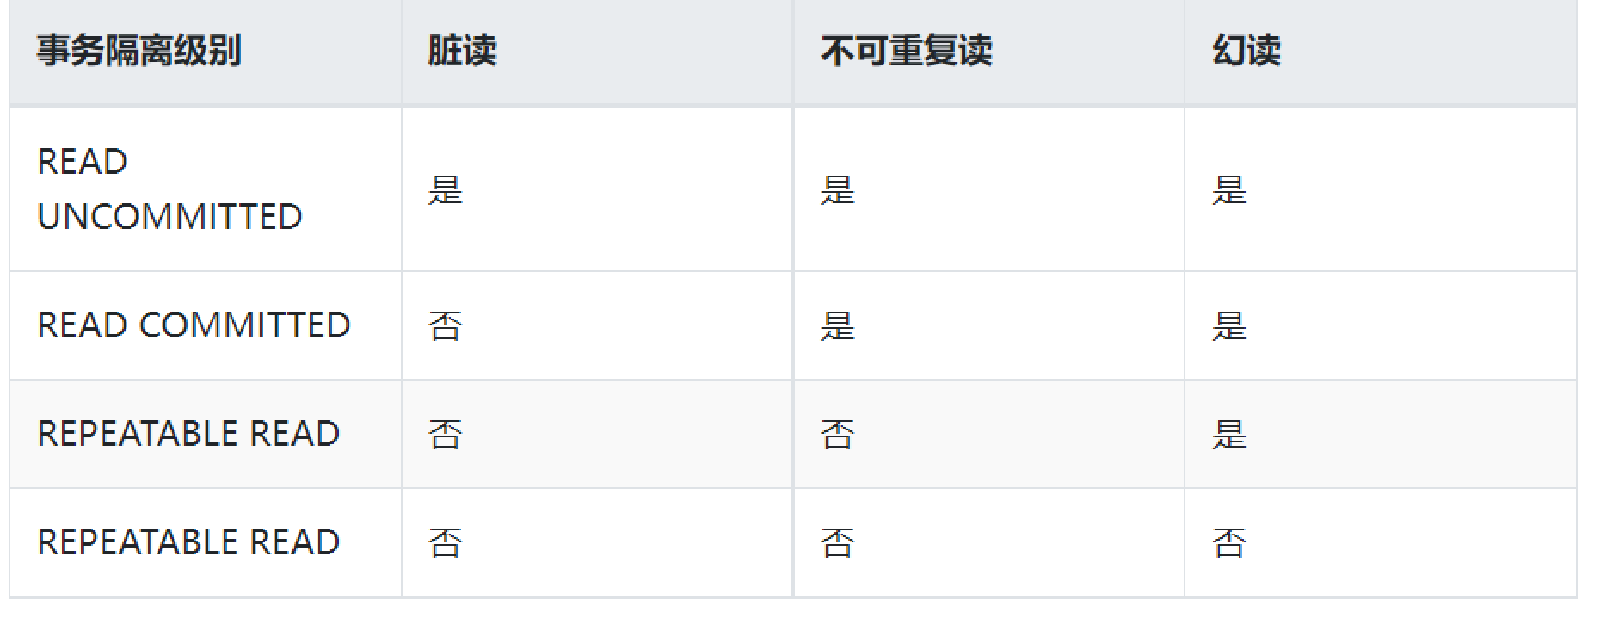 事务隔离级别 脏读 不可重复读 幻读
READ
UNCOMMITTED 是 是 是
READ COMMITTED 否 是 是
REPEATABLE READ 否 否 是
REPEATABLE READ 否 否 否